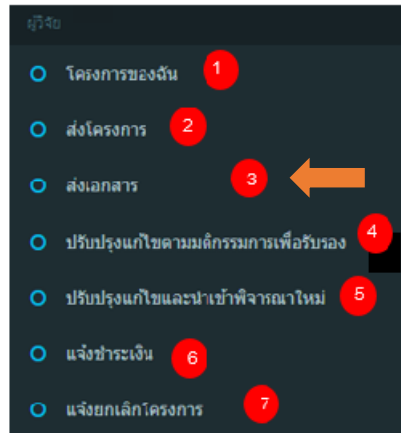 ผู้วิจัย
โครงการของฉัน 1
ส่งโครงการ 2
ส่งเอกสาร 3
ปรับปรุงแก้ไขตามมติกรรมการเพื่อรับรอง 4
ปรับปรุงแก้ไขและนำเข้าพิจารณาใหม่ 5
แจ้งชำระเงิน 6
แจ้งยกเลิกโครงการ 7